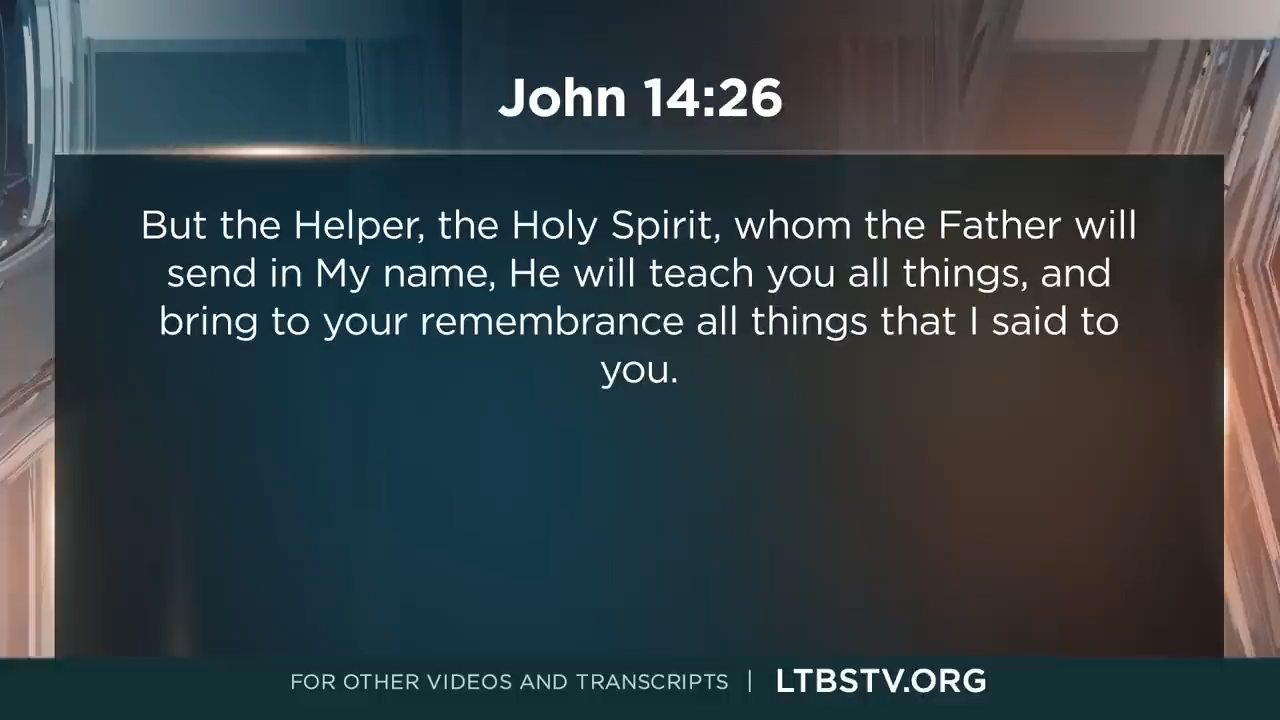 John 14:26
But the Helper, the Holy Spirit, whom the Father will
send in My name, He will teach you all things, and
bring to your remembrance all things that I said to
you.
FOR OTHER VIDEOS AND TRANSCRIPTS | LTBSTV.ORG